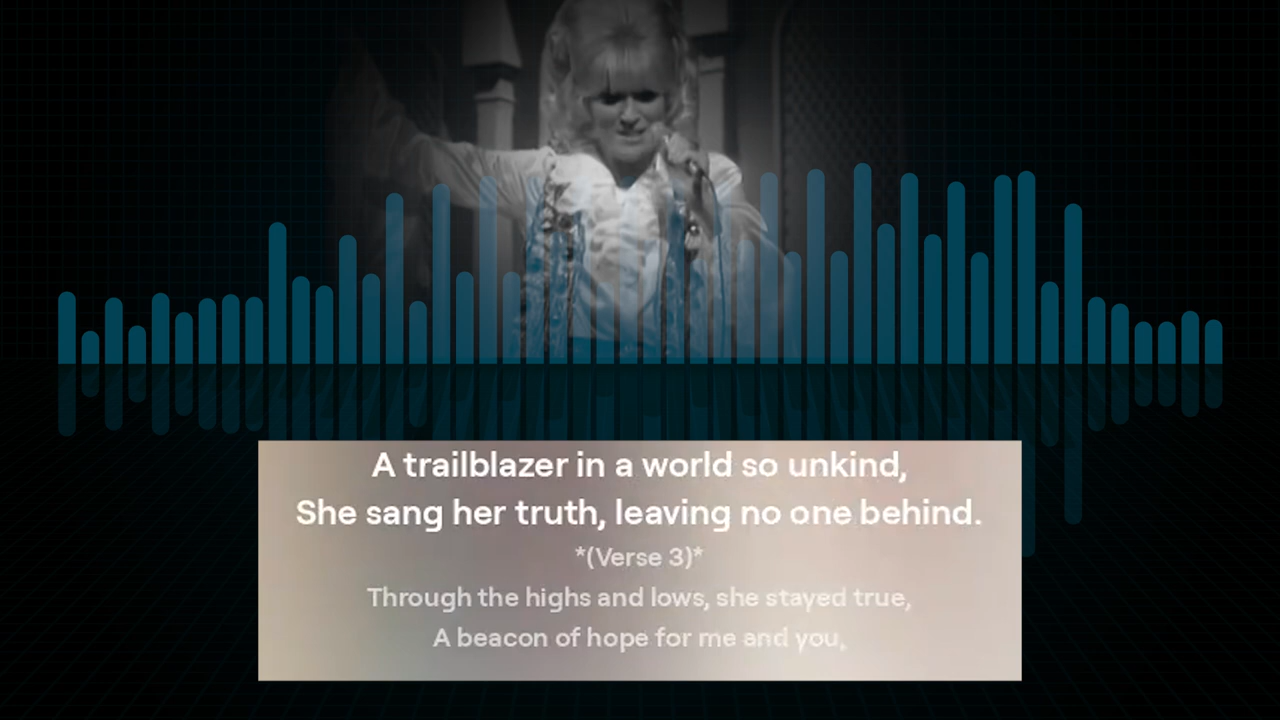 A trailblazer in a world so unkind,
She sang her truth, leaving no one behind.
*(Verse 3)*
Through the highs and lows, she stayed true,
A beacon of hope for me and you,